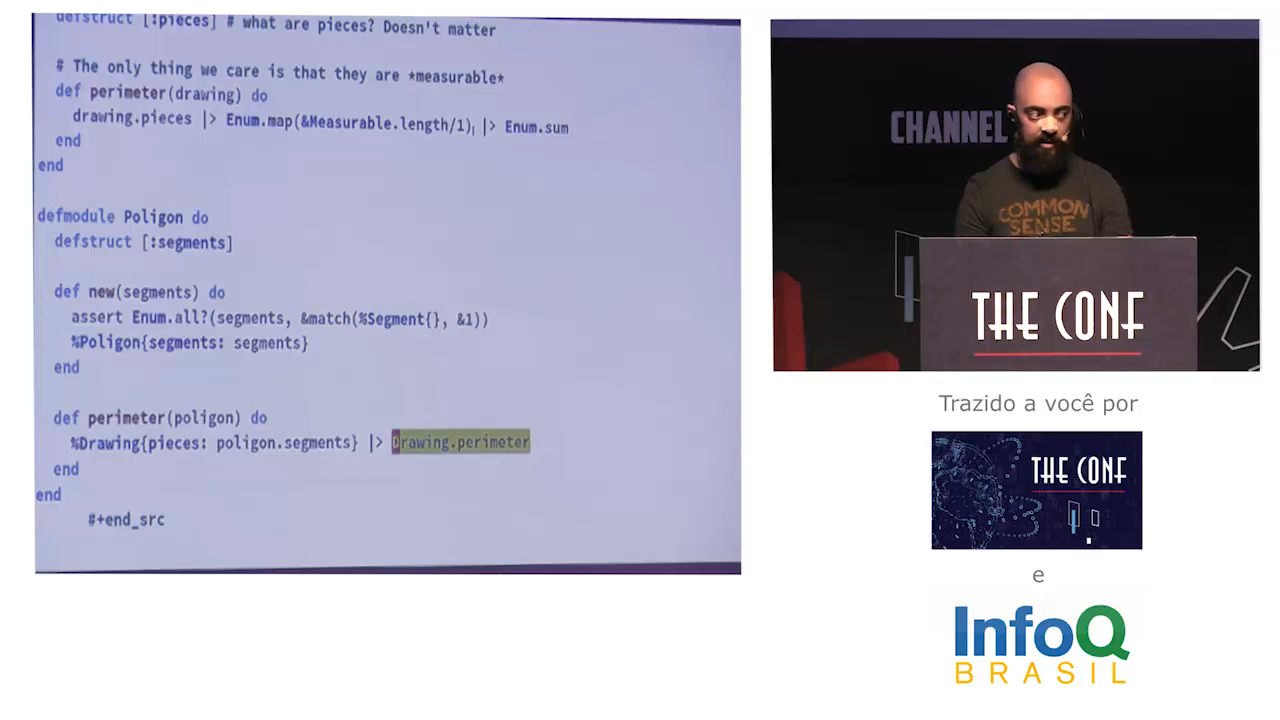 defstruct [:pieces] # what are pieces? Doesn't matter
# The only thing we care is that they are *measurable*
def perimeter(drawing) do
drawing.pieces |> Enum.map(&Measurable.length/1) |> Enum.sum
end
end
defmodule Poligon do
defstruct [:segments]
def new(segments) do
assert Enum.all?(segments, &match(%Segment{}, &1))
%Poligon{segments: segments}
end
def perimeter(poligon) do
%Drawing{pieces: poligon.segments} |> Drawing.perimeter
end
end
#+end_src
CHANNEL
COMMON
SENSE
THE CONF
Trazido a você por
THE CONF
e
InfoQ
BRASIL